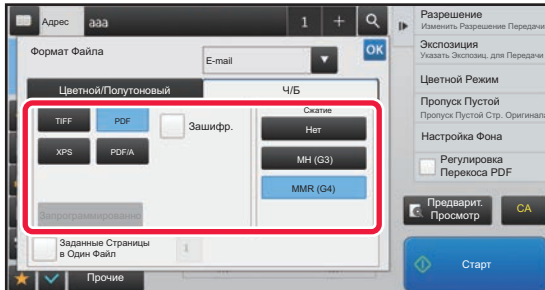 Адрес
aaa
1
Разрешение
Изменить Разрешение Передачи
Формат Файла
E-mail
OK
Экспозиция
Указать Экспозиц. для Передачи
Цветной/Полутоновый
Ч/Б
Цветной Режим
TIFF
PDF
Зашифр.
Сжатие
Нет
Пропуск Пустой
Пропуск Пустой Стр. Оригинала
XPS
PDF/A
MH (G3)
Настройка Фона
MMR (G4)
Регулировка
Перекоса PDF
Запрограммированно
Предварит.
Просмотр
CA
Заданные Страницы
в Один Файл
1
Старт
Прочие